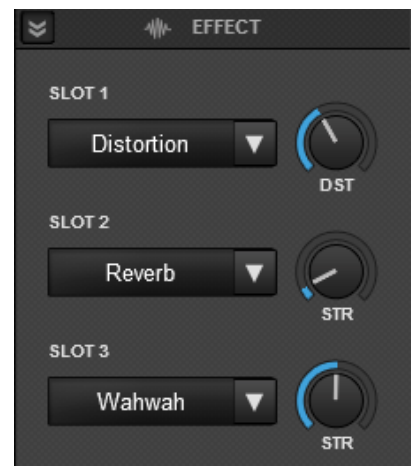 EFFECT
SLOT 1
Distortion
DST
SLOT 2
Reverb
STR
SLOT 3
Wahwah
STR